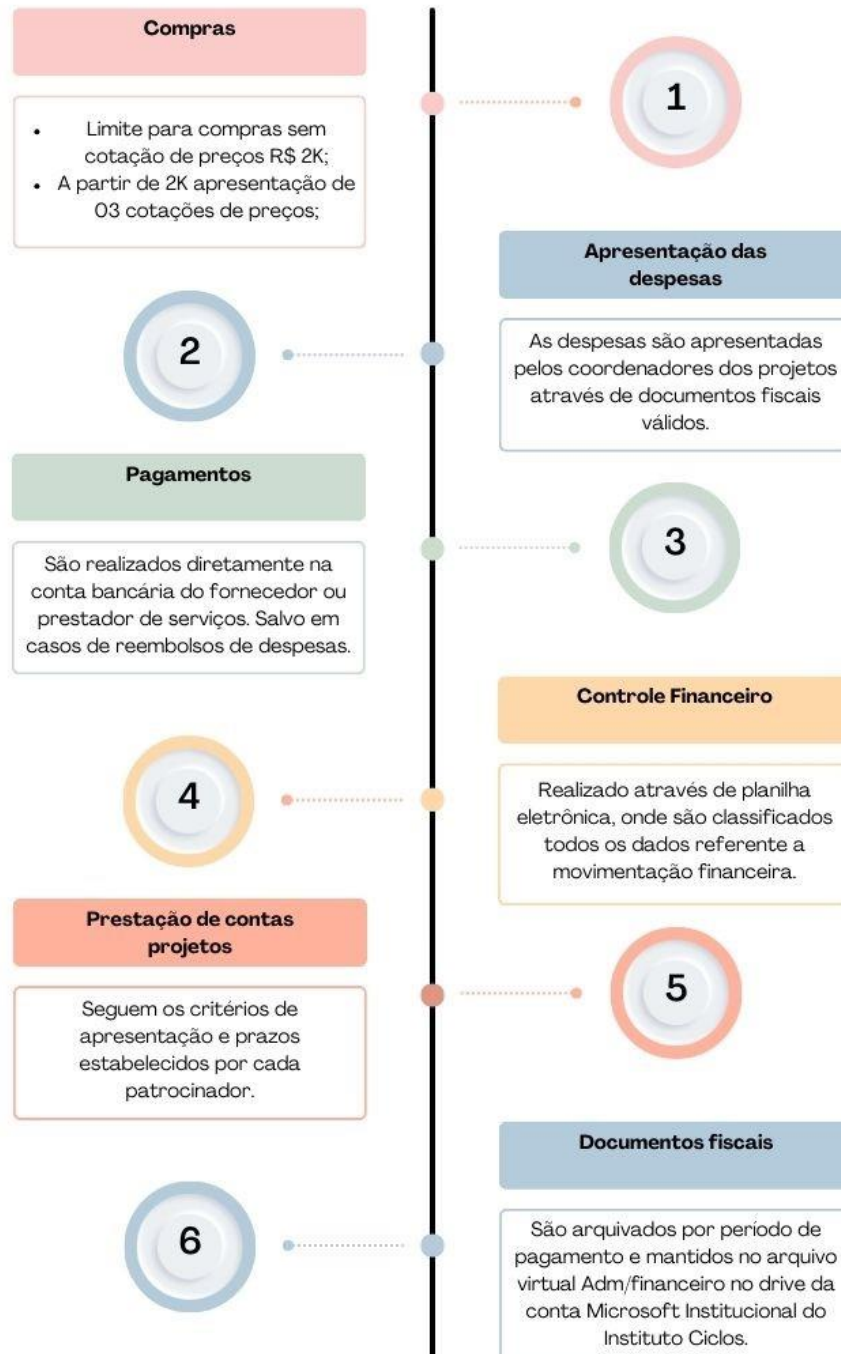 Compras
1
• Limite para compras sem
cotação de preços R$ 2K;
• A partir de 2K apresentação de
03 cotações de preços;
Apresentação das
despesas
2
As despesas são apresentadas
pelos coordenadores dos projetos
através de documentos fiscais
válidos.
Pagamentos
3
São realizados diretamente na
conta bancária do fornecedor ou
prestador de serviços. Salvo em
casos de reembolsos de despesas.
Controle Financeiro
4
Realizado através de planilha
eletrônica, onde são classificados
todos os dados referente a
movimentação financeira.
Prestação de contas
projetos
5
Seguem os critérios de
apresentação e prazos
estabelecidos por cada
patrocinador.
Documentos fiscais
6
São arquivados por período de
pagamento e mantidos no arquivo
virtual Adm/financeiro no drive da
conta Microsoft Institucional do
Instituto Ciclos.